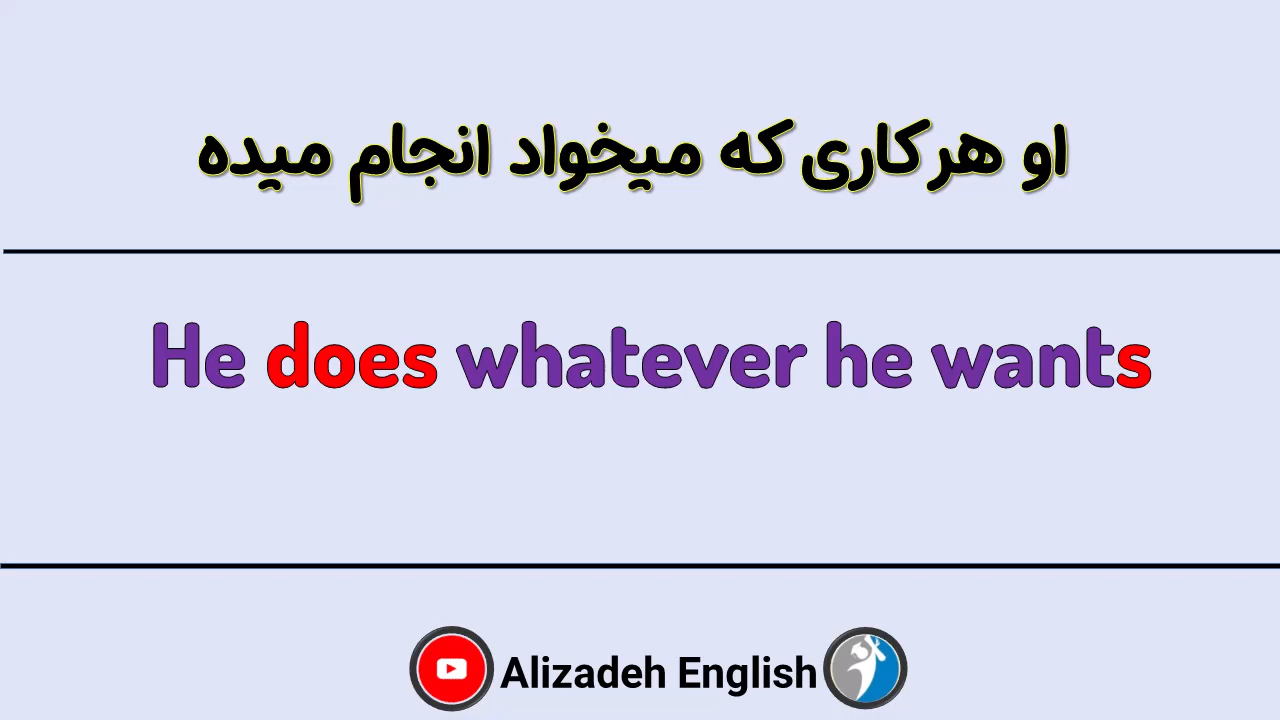 او هرکاری که میخواد انجام میده
He does whatever he wants
Alizadeh English